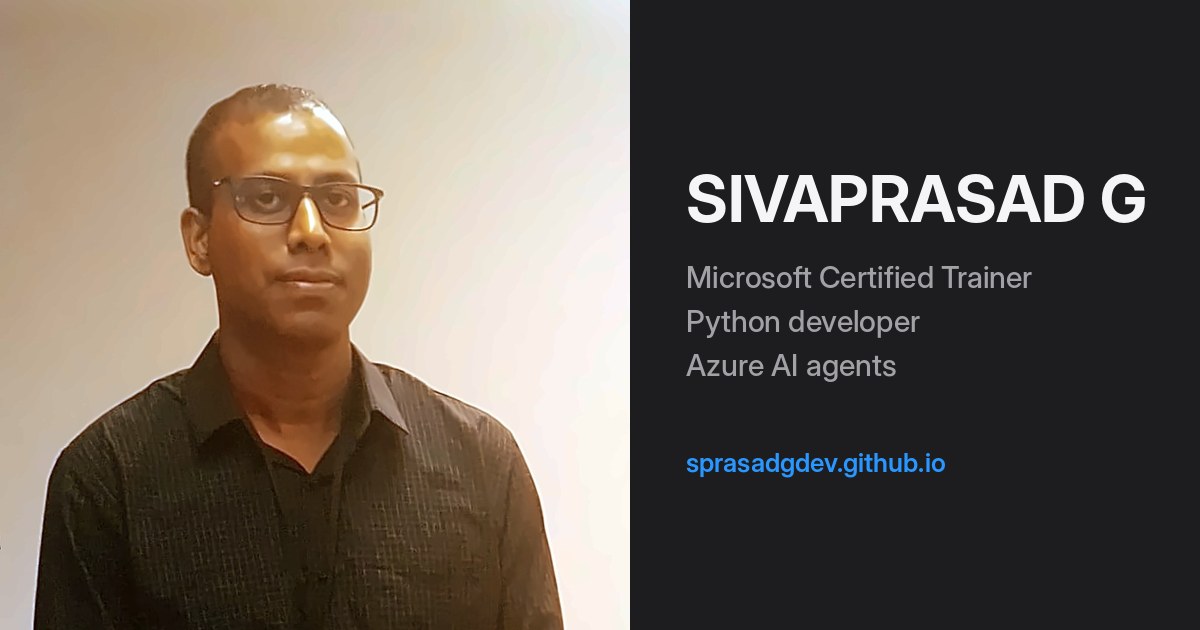 SIVAPRASAD G
Microsoft Certified Trainer
Python developer
Azure AI agents
sprasadgdev.github.io